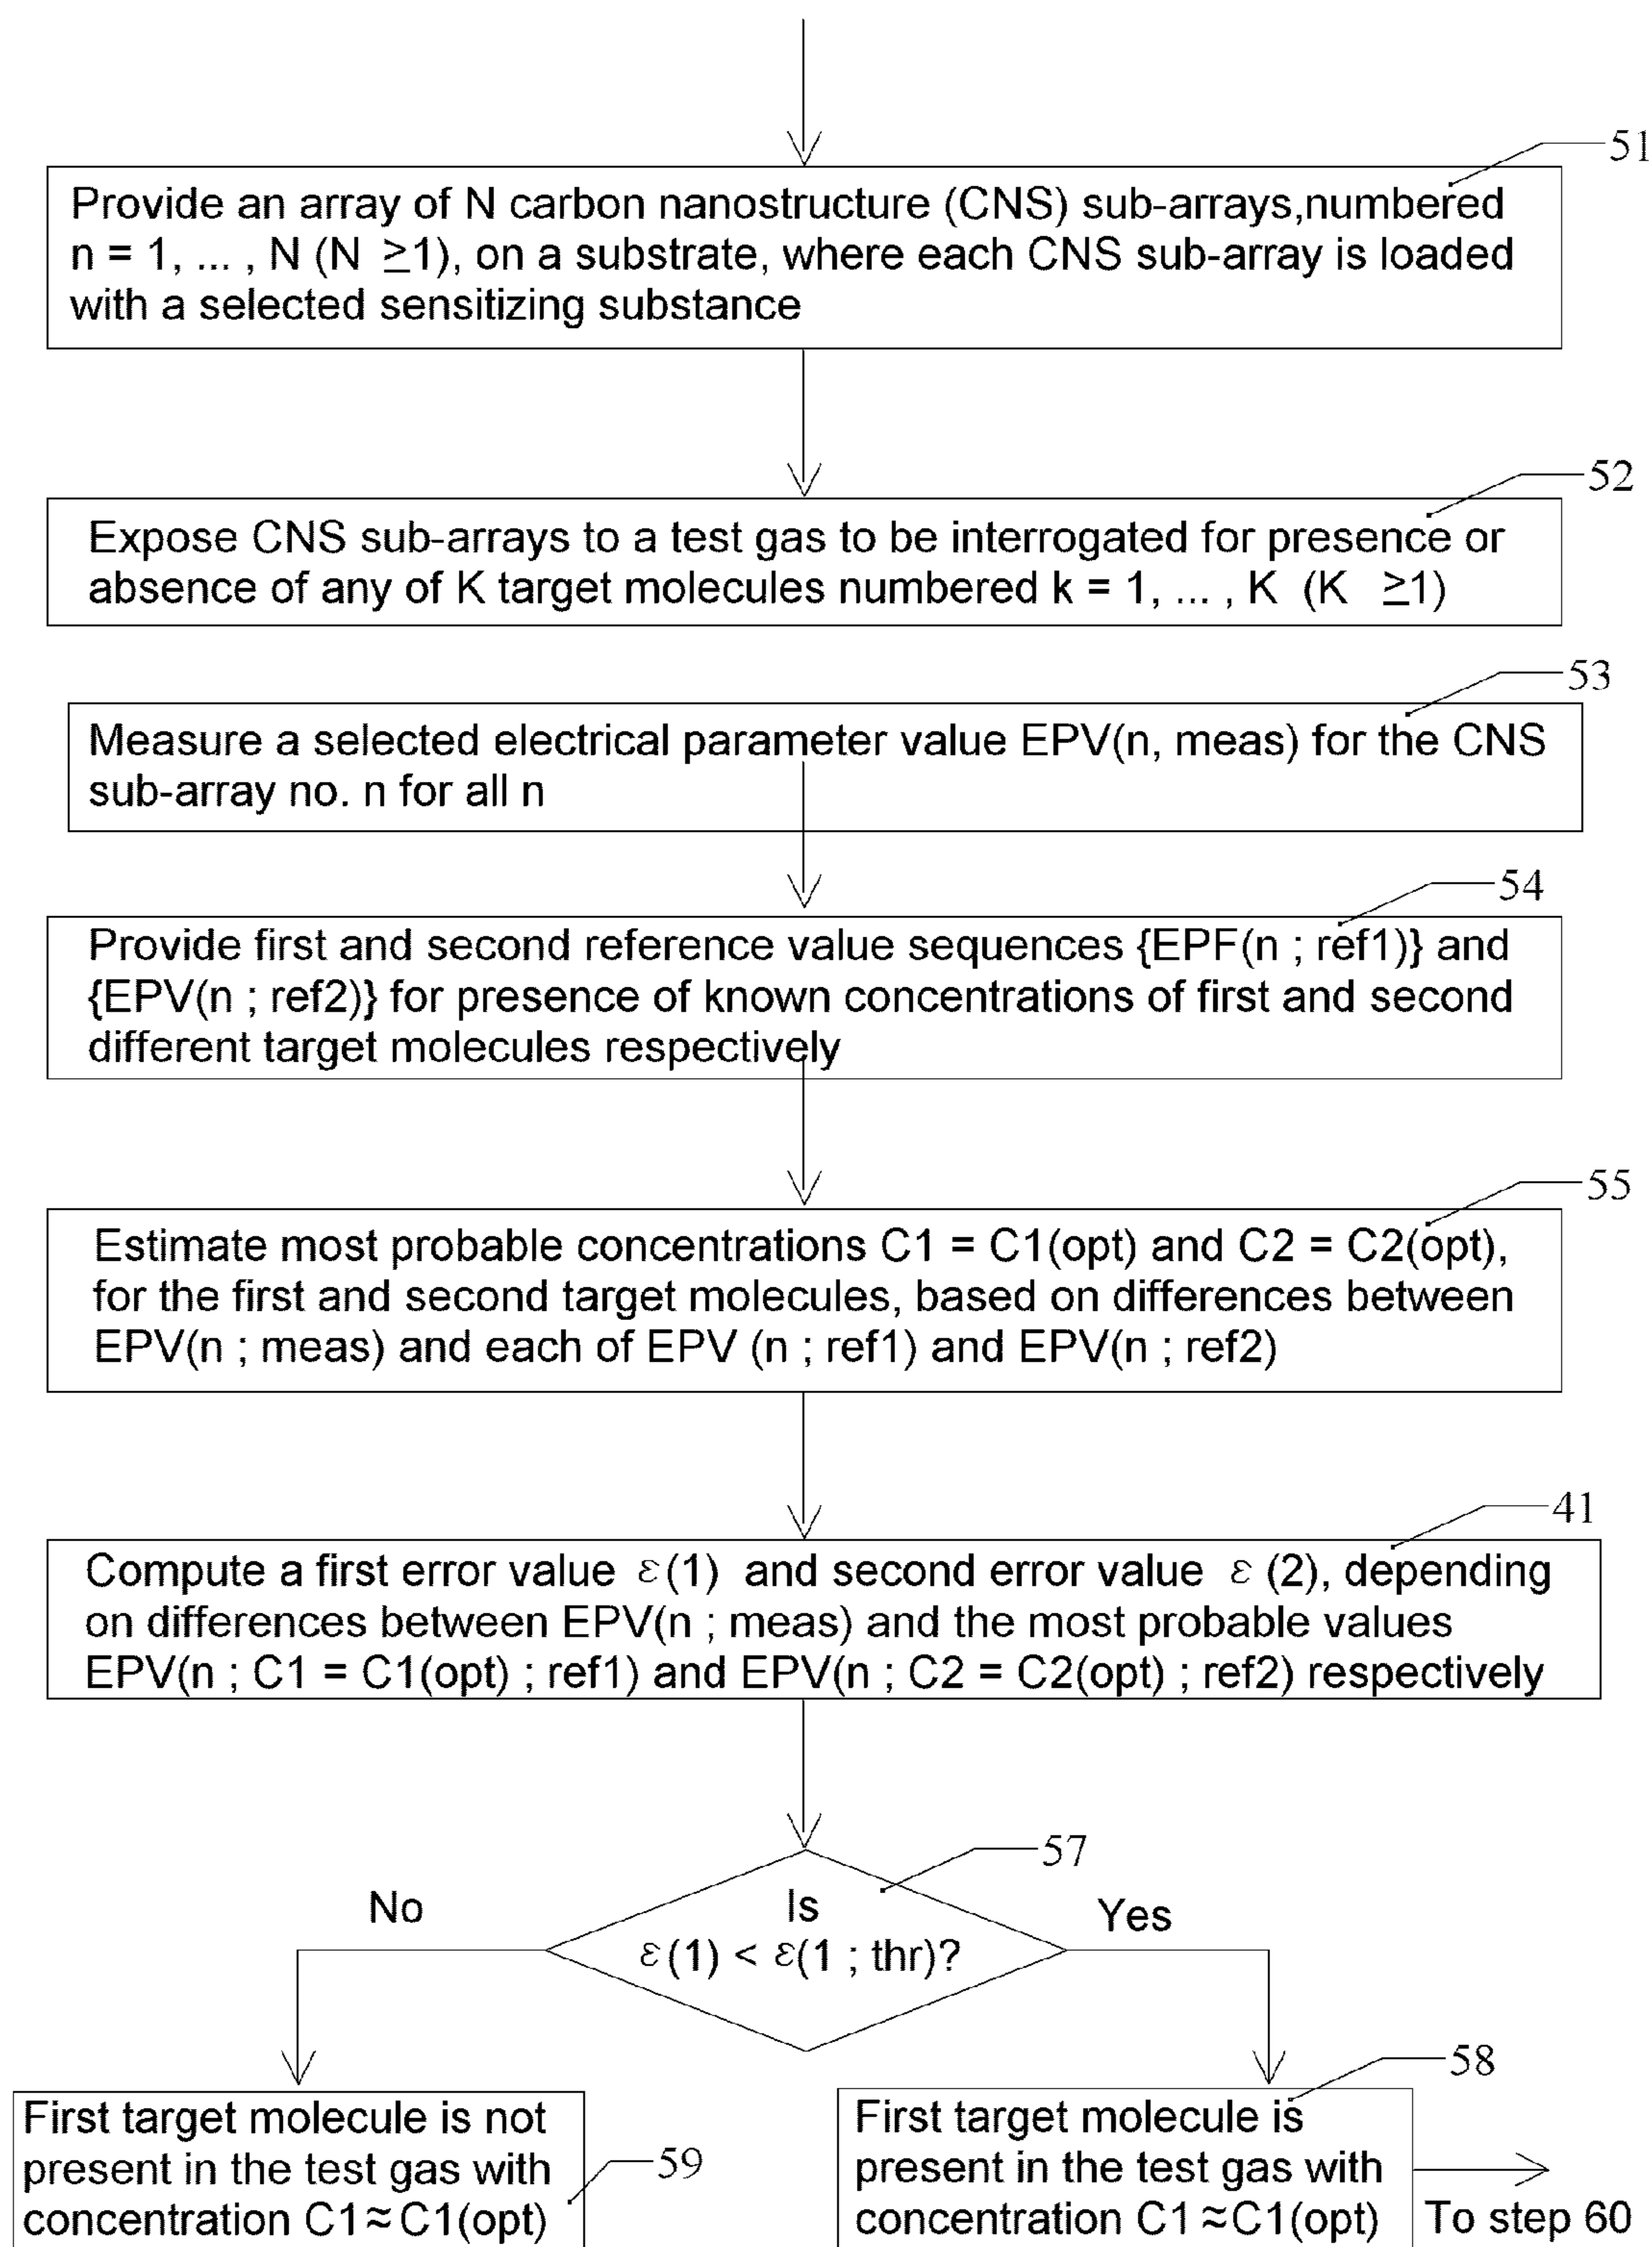 51
Provide an array of N carbon nanostructure (CNS) sub-arrays,numbered
n = 1, ... , N (N ≥1), on a substrate, where each CNS sub-array is loaded
with a selected sensitizing substance
52
Expose CNS sub-arrays to a test gas to be interrogated for presence or
absence of any of K target molecules numbered k = 1, ... , K (K ≥1)
53
Measure a selected electrical parameter value EPV(n, meas) for the CNS
sub-array no. n for all n
54
Provide first and second reference value sequences {EPF(n ; ref1)} and
{EPV(n ; ref2)} for presence of known concentrations of first and second
different target molecules respectively
55
Estimate most probable concentrations C1 = C1(opt) and C2 = C2(opt),
for the first and second target molecules, based on differences between
EPV(n ; meas) and each of EPV (n ; ref1) and EPV(n ; ref2)
41
Compute a first error value ε(1) and second error value ε (2), depending
on differences between EPV(n ; meas) and the most probable values
EPV(n ; C1 = C1(opt) ; ref1) and EPV(n ; C2 = C2(opt) ; ref2) respectively
57
No
Is
ε(1) < ε(1 ; thr)?
Yes
First target molecule is not
present in the test gas with
concentration C1≈C1(opt)
59
58
First target molecule is
present in the test gas with
concentration C1≈C1(opt)
To step 60